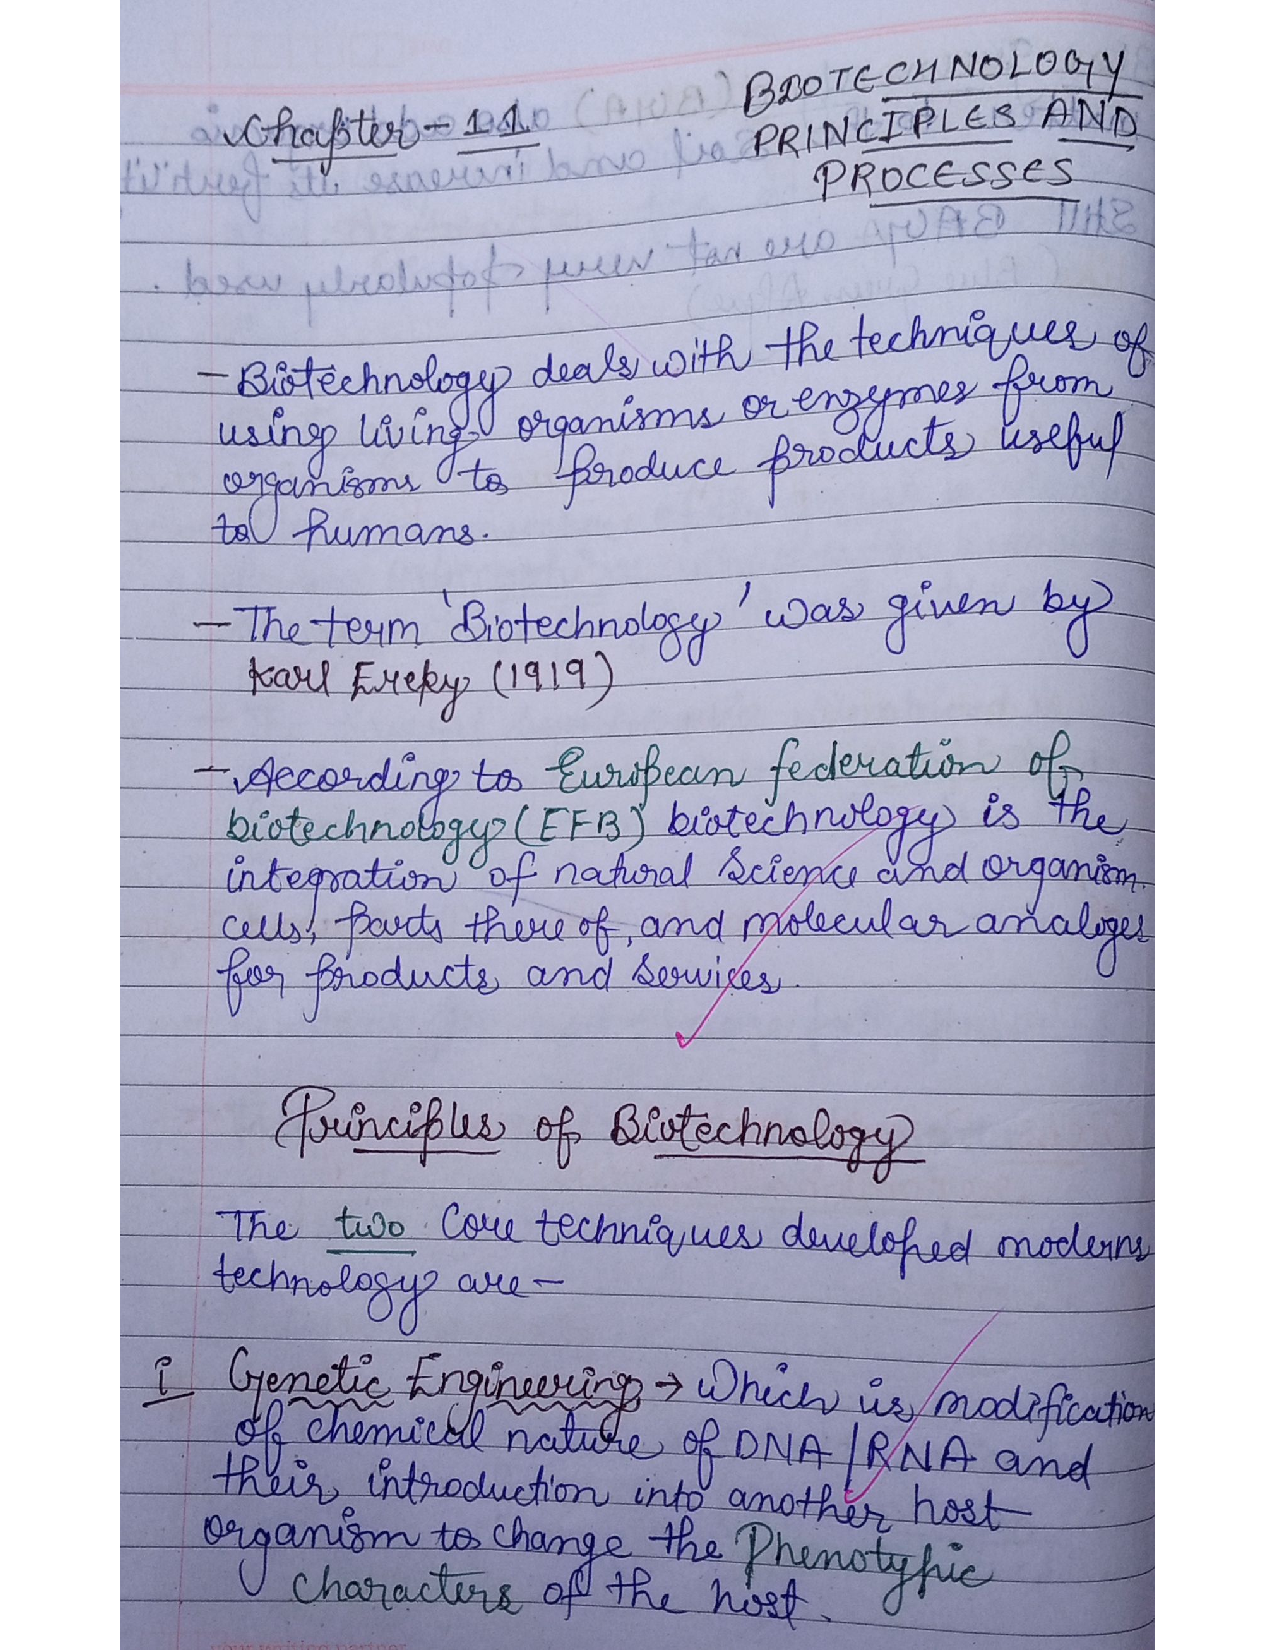 BIOTECHNOLOGY
Chapter - 11
PRINCIPLES AND
PROCESSES
- Biotechnology deals with the techniques of
using living organisms or enzymes from
organisms to produce products useful
to humans.
- The term 'Biotechnology' was given by
Karl Ereky (1919)
- According to European federation of
biotechnology (EFB) biotechnology is the
integration of natural Science and organism
cells, parts there of, and molecular analoges
for products and services.
Principles of Biotechnology
The two Core techniques developed modern
technology are -
i Genetic Engineering → Which is modification
of chemical nature of DNA/RNA and
their introduction into another host
organism to change the Phenotypic
characters of the host.